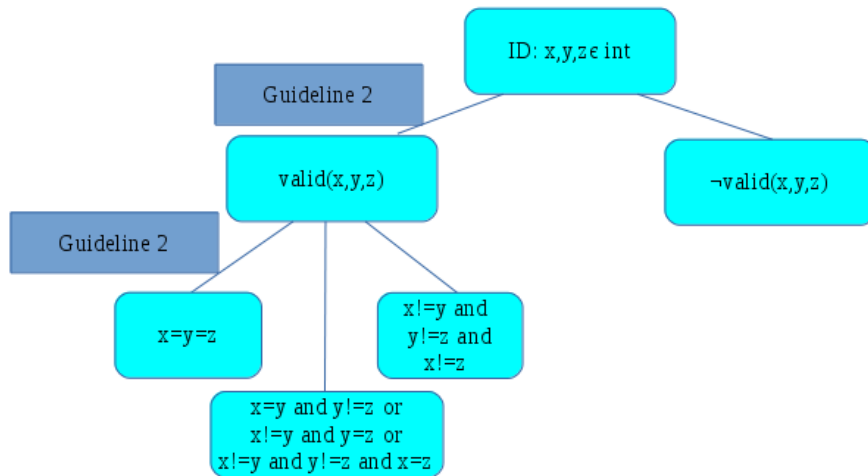 ID: x,y,zϵ int
Guideline 2
valid(x,y,z)
¬valid(x,y,z)
Guideline 2
x=y=z
x!=y and
y!=z and
x!=z
x=y and y!=z or
x!=y and y=z or
x!=y and y!=z and x=z